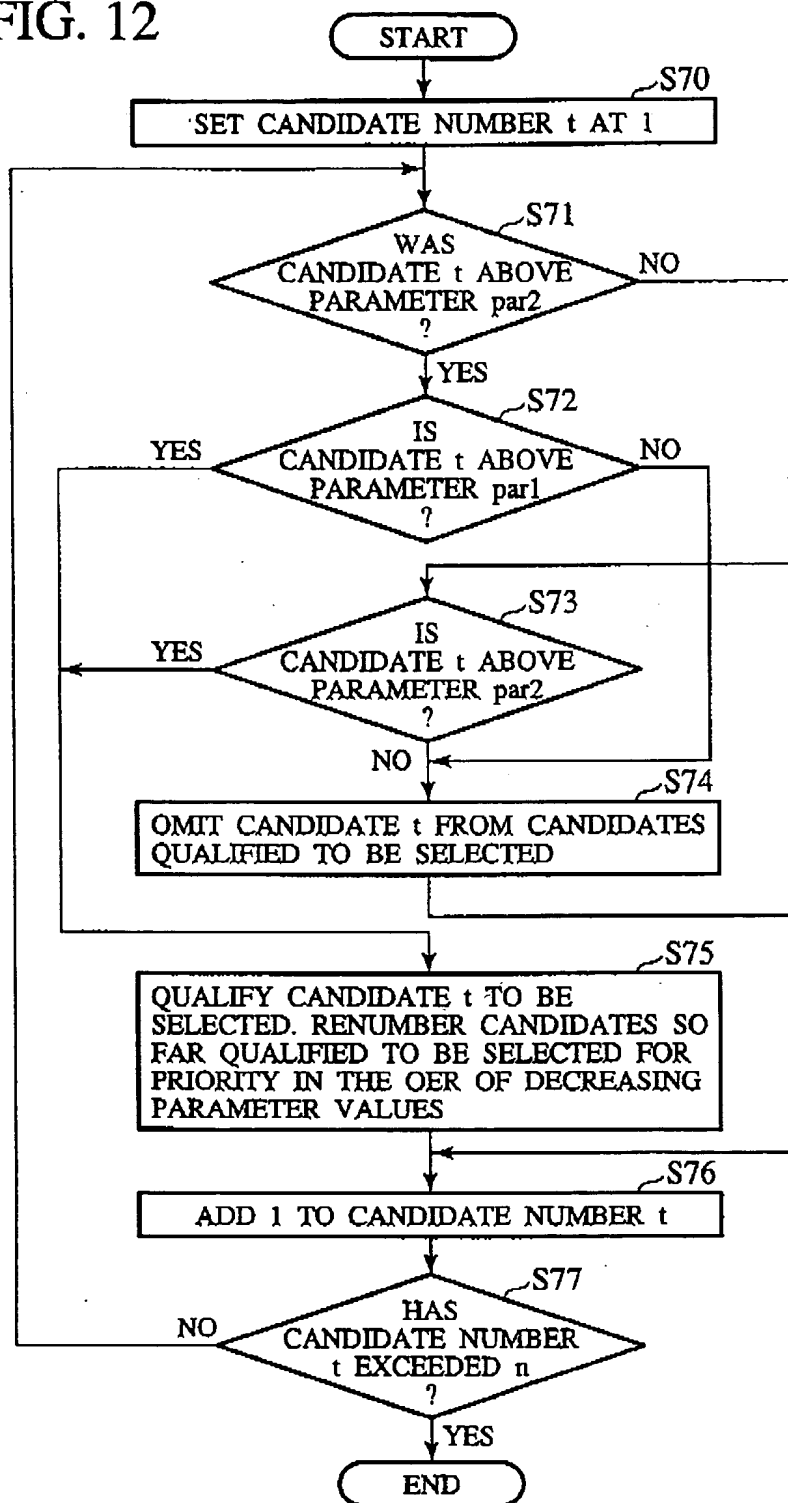 FIG. 12
START
S70
SET CANDIDATE NUMBER t AT 1
S71
WAS
CANDIDATE t ABOVE
PARAMETER par2
?
NO
YES
S72
IS
CANDIDATE t ABOVE
PARAMETER par1
?
YES
NO
S73
IS
CANDIDATE t ABOVE
PARAMETER par2
?
YES
NO
S74
OMIT CANDIDATE t FROM CANDIDATES
QUALIFIED TO BE SELECTED
S75
QUALIFY CANDIDATE t TO BE
SELECTED. RENUMBER CANDIDATES SO
FAR QUALIFIED TO BE SELECTED FOR
PRIORITY IN THE OER OF DECREASING
PARAMETER VALUES
S76
ADD 1 TO CANDIDATE NUMBER t
S77
HAS
CANDIDATE NUMBER
t EXCEEDED n
?
NO
YES
END